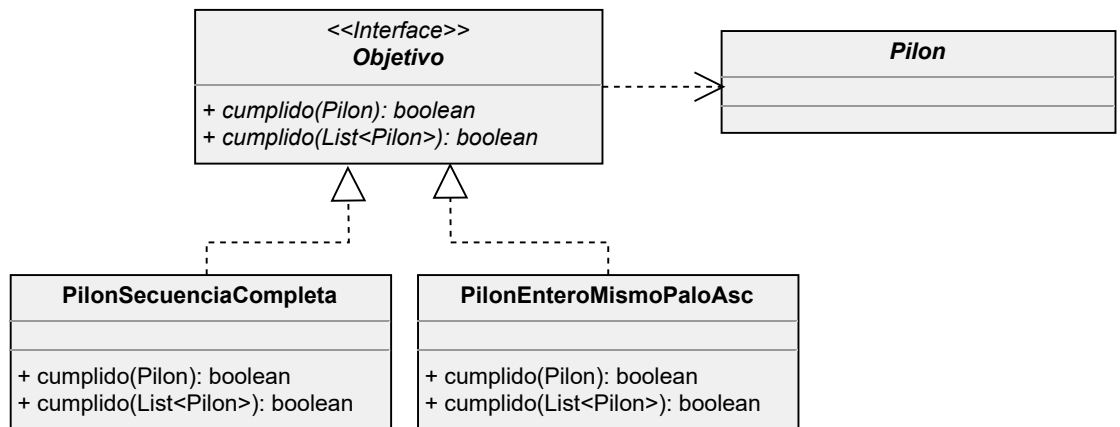 <<Interface>>
Objetivo
+ cumplido(Pilon): boolean
+ cumplido(List<Pilon>): boolean
Pilon
PilonSecuenciaCompleta
+ cumplido(Pilon): boolean
+ cumplido(List<Pilon>): boolean
PilonEnteroMismoPaloAsc
+ cumplido(Pilon): boolean
+ cumplido(List<Pilon>): boolean